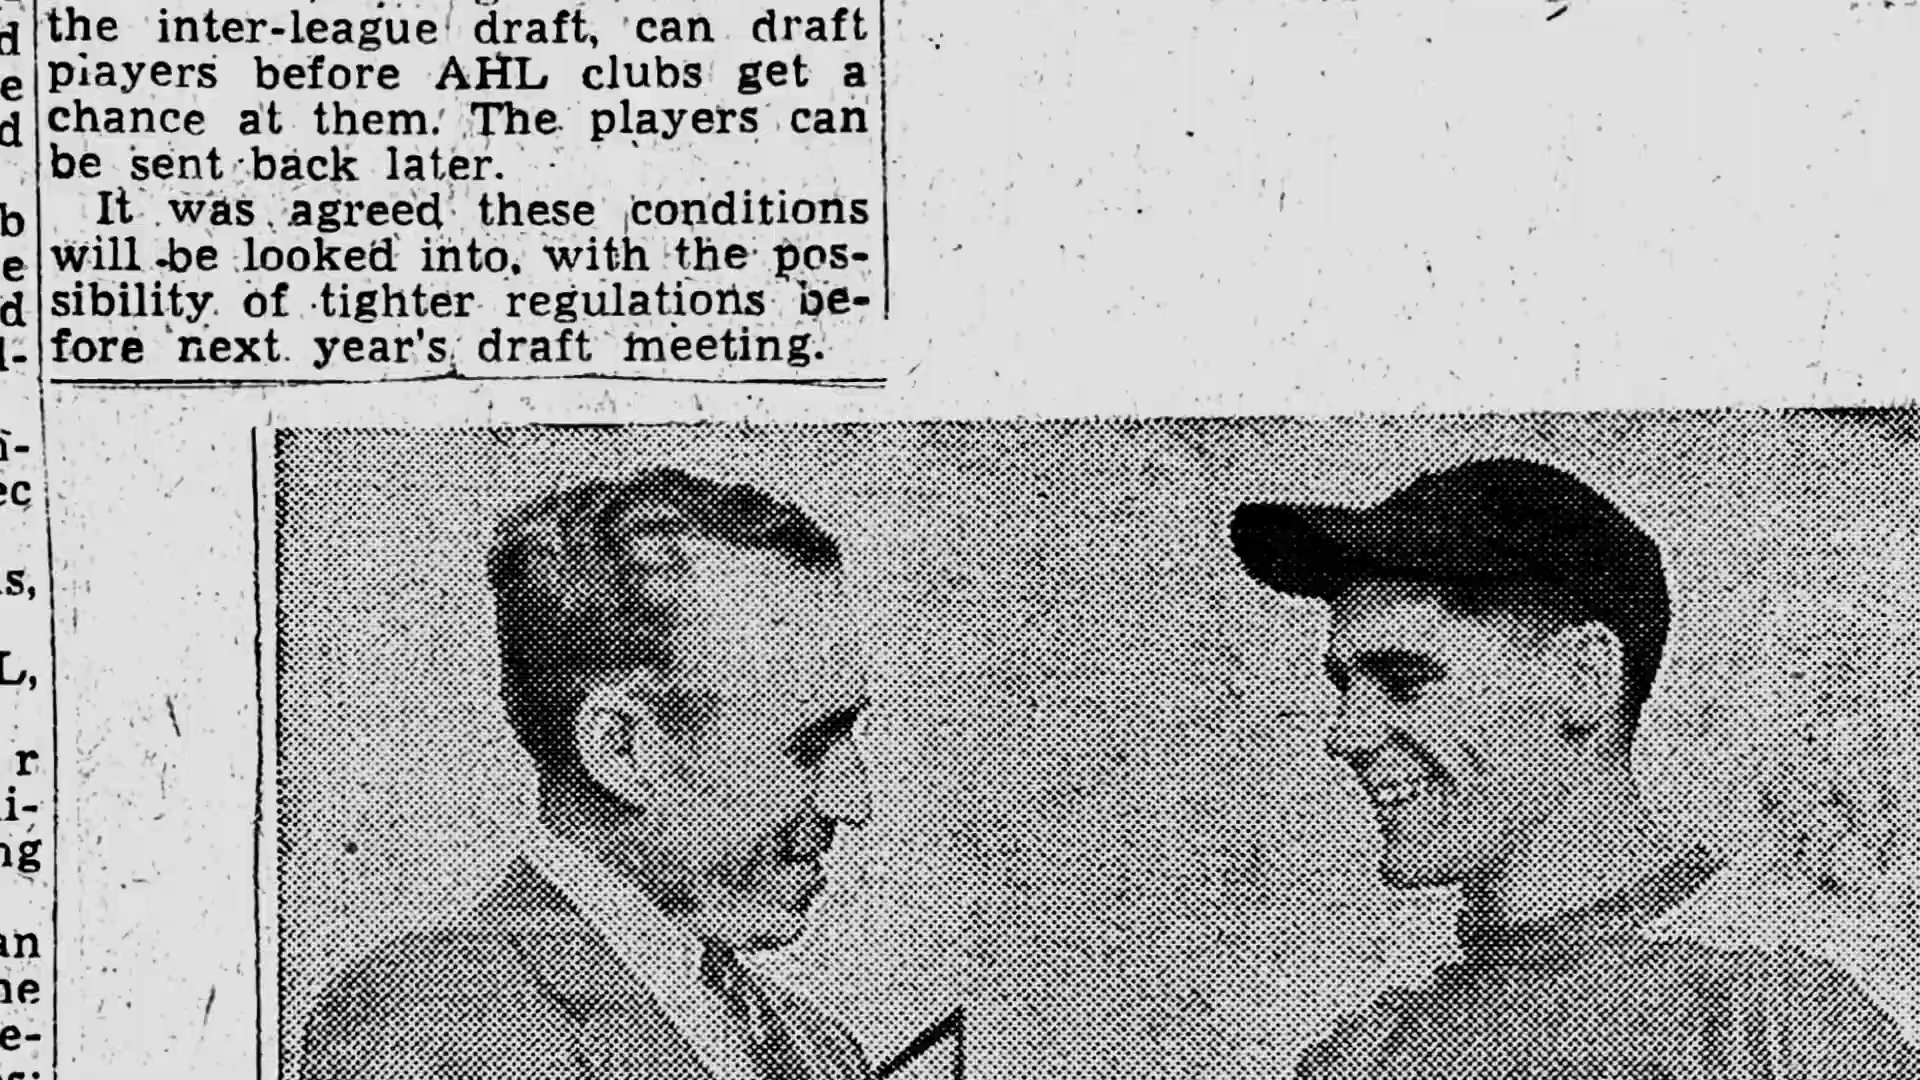 the inter-league draft, can draft
players before AHL clubs get a
chance at them. The players can
be sent back later.
It was agreed these conditions
will be looked into, with the pos-
sibility of tighter regulations be-
fore next year's draft meeting.